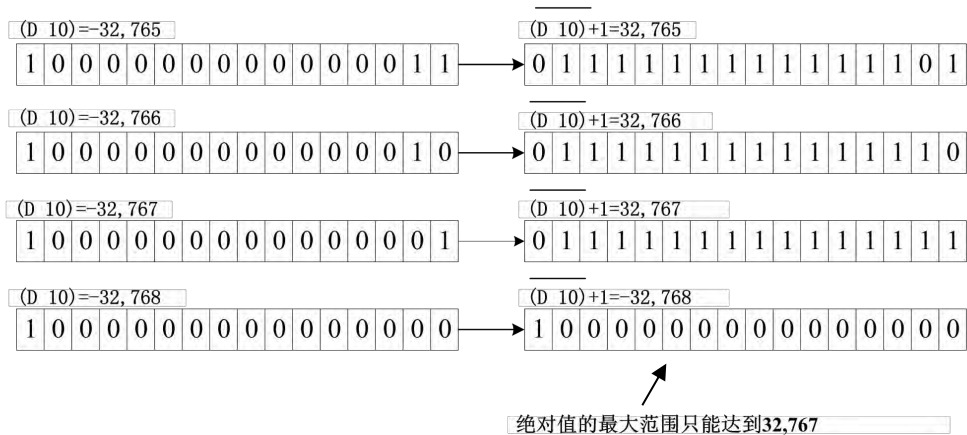 (D 10)=-32,765 (D 10)+1=32,765
1 0 0 0 0 0 0 0 0 0 0 0 0 0 1 1 0 1 1 1 1 1 1 1 1 1 1 1 1 1 0 1
(D 10)=-32,766 (D 10)+1=32,766
1 0 0 0 0 0 0 0 0 0 0 0 0 0 1 0 0 1 1 1 1 1 1 1 1 1 1 1 1 1 1 0
(D 10)=-32,767 (D 10)+1=32,767
1 0 0 0 0 0 0 0 0 0 0 0 0 0 0 1 0 1 1 1 1 1 1 1 1 1 1 1 1 1 1 1
(D 10)=-32,768 (D 10)+1=-32,768
1 0 0 0 0 0 0 0 0 0 0 0 0 0 0 0 1 0 0 0 0 0 0 0 0 0 0 0 0 0 0 0
绝对值的最大范围只能达到32,767